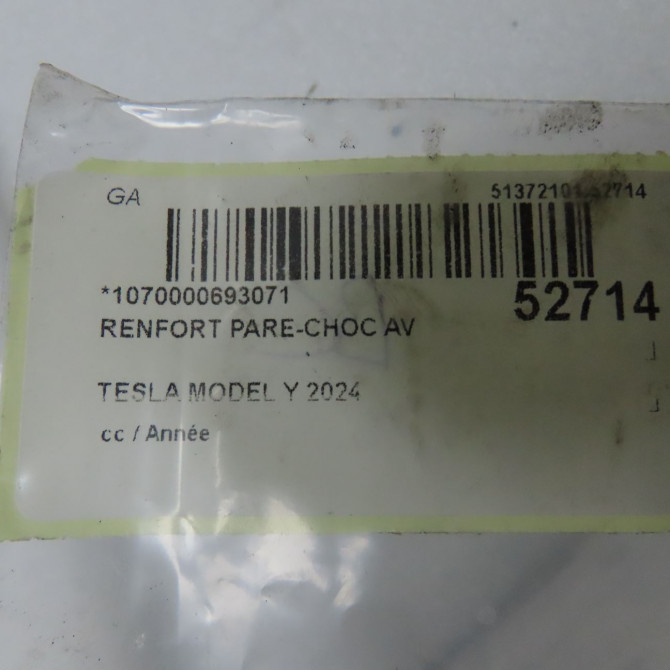 GA
*1070000693071
52714
RENFORT PARE-CHOC AV
TESLA MODEL Y 2024
cc / Année